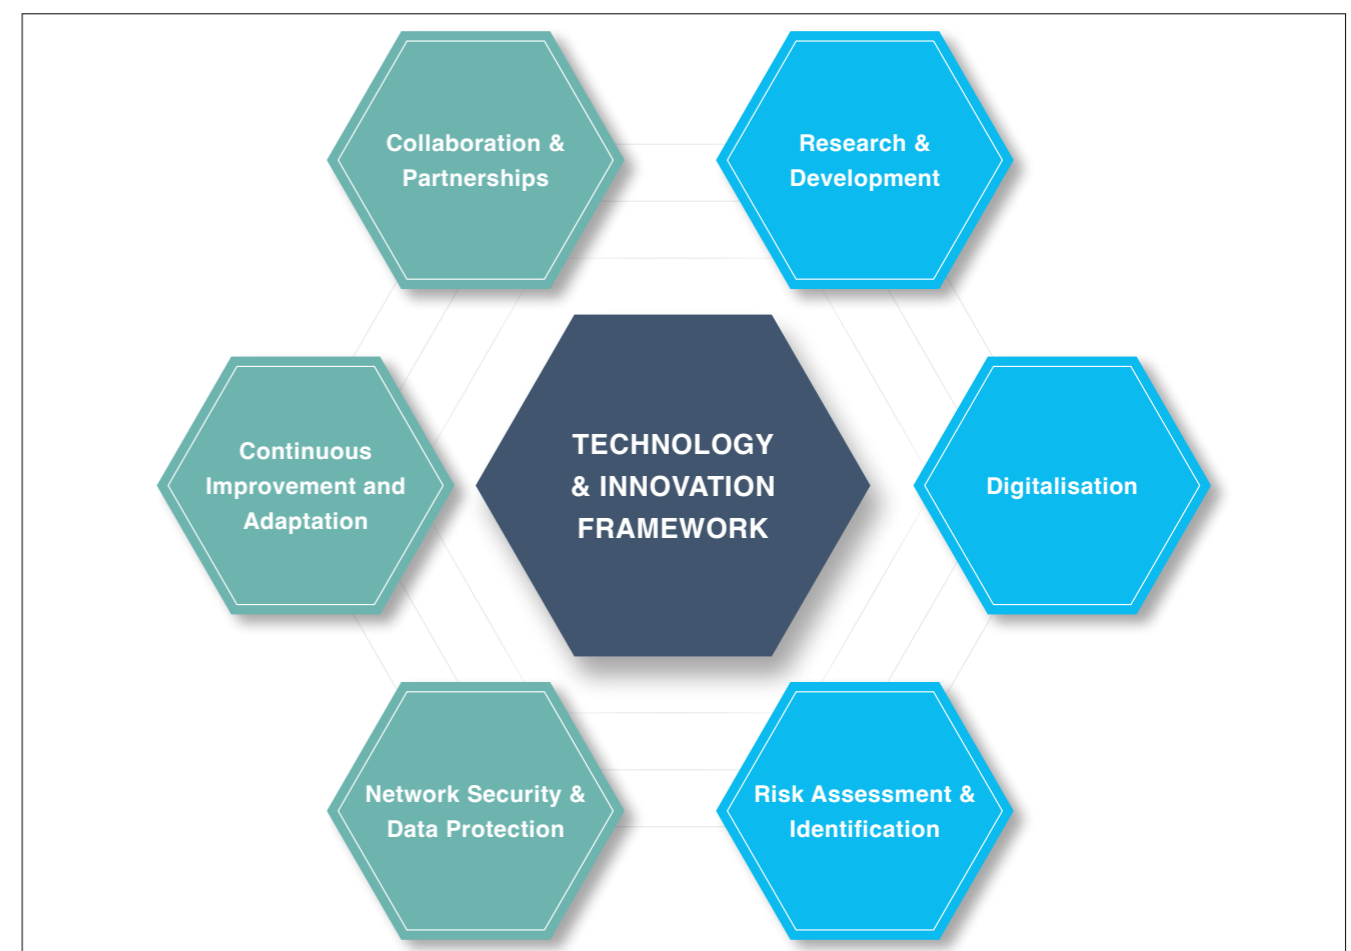 Collaboration &
Partnerships
Research &
Development
Continuous
Improvement and
Adaptation
TECHNOLOGY
& INNOVATION
FRAMEWORK
Digitalisation
Network Security &
Data Protection
Risk Assessment &
Identification